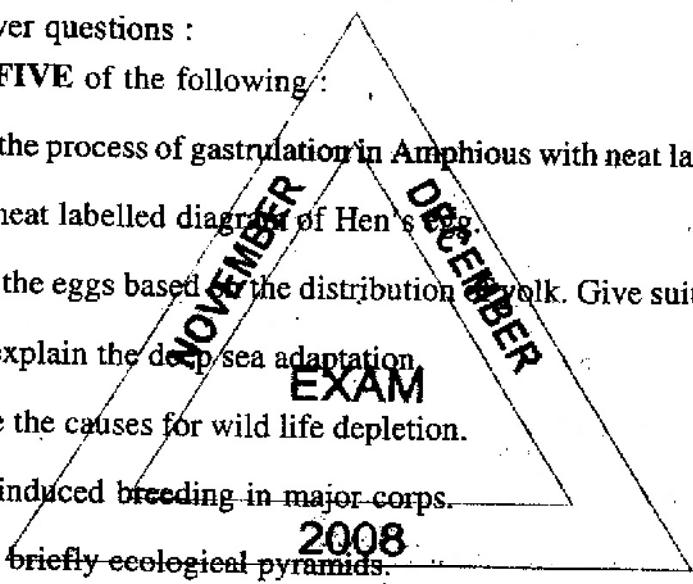 ver questions :
FIVE of the following :
the process of gastrulation in Amphious with neat la
neat labelled diagram of Hen's egg.
the eggs based on the distribution of yolk. Give suit
explain the deep sea adaptation
e the causes for wild life depletion.
induced breeding in major corps.
briefly ecological pyramids.
NOVEMBER
DECEMBER
EXAM
2008